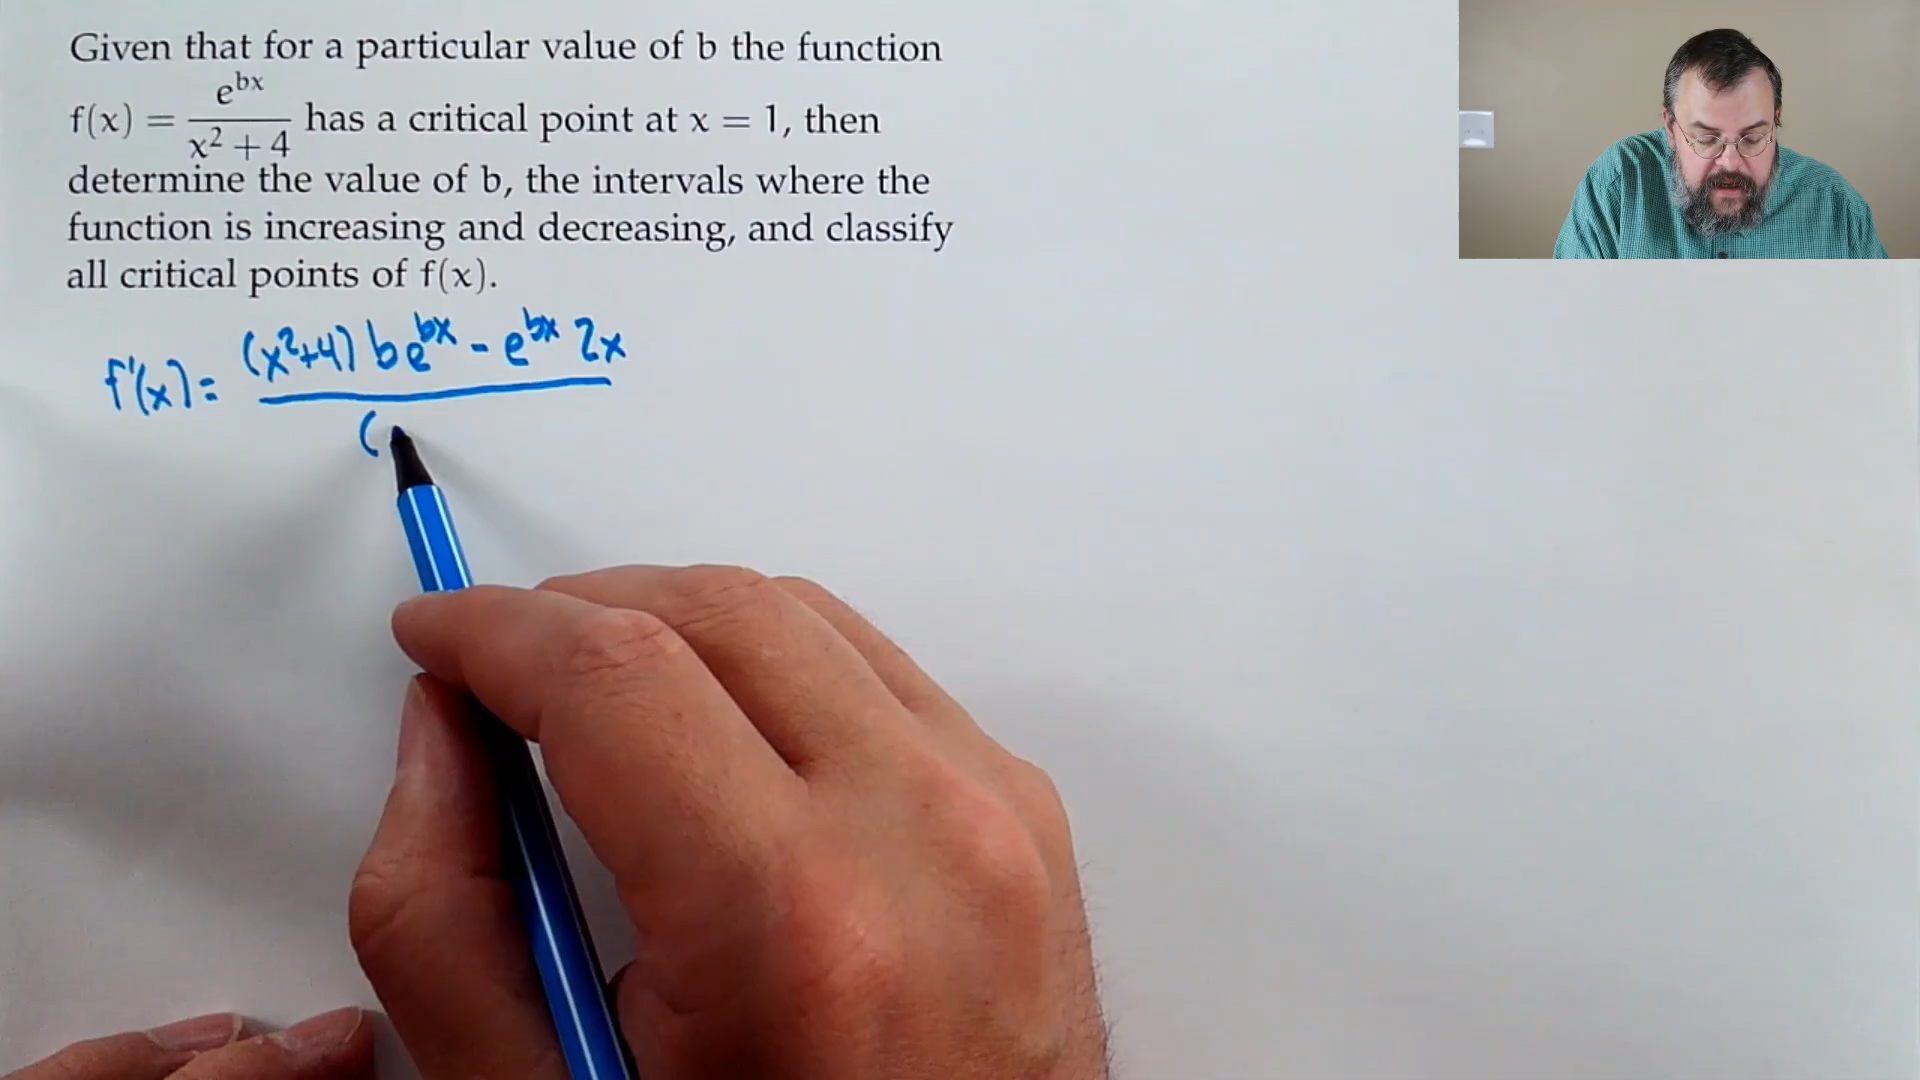 Given that for a particular value of b the function
f(x) = e^{bx} / (x² + 4) has a critical point at x = 1, then
determine the value of b, the intervals where the
function is increasing and decreasing, and classify
all critical points of f(x).
f'(x) = (x²+4) b e^{bx} - e^{bx} 2x
(